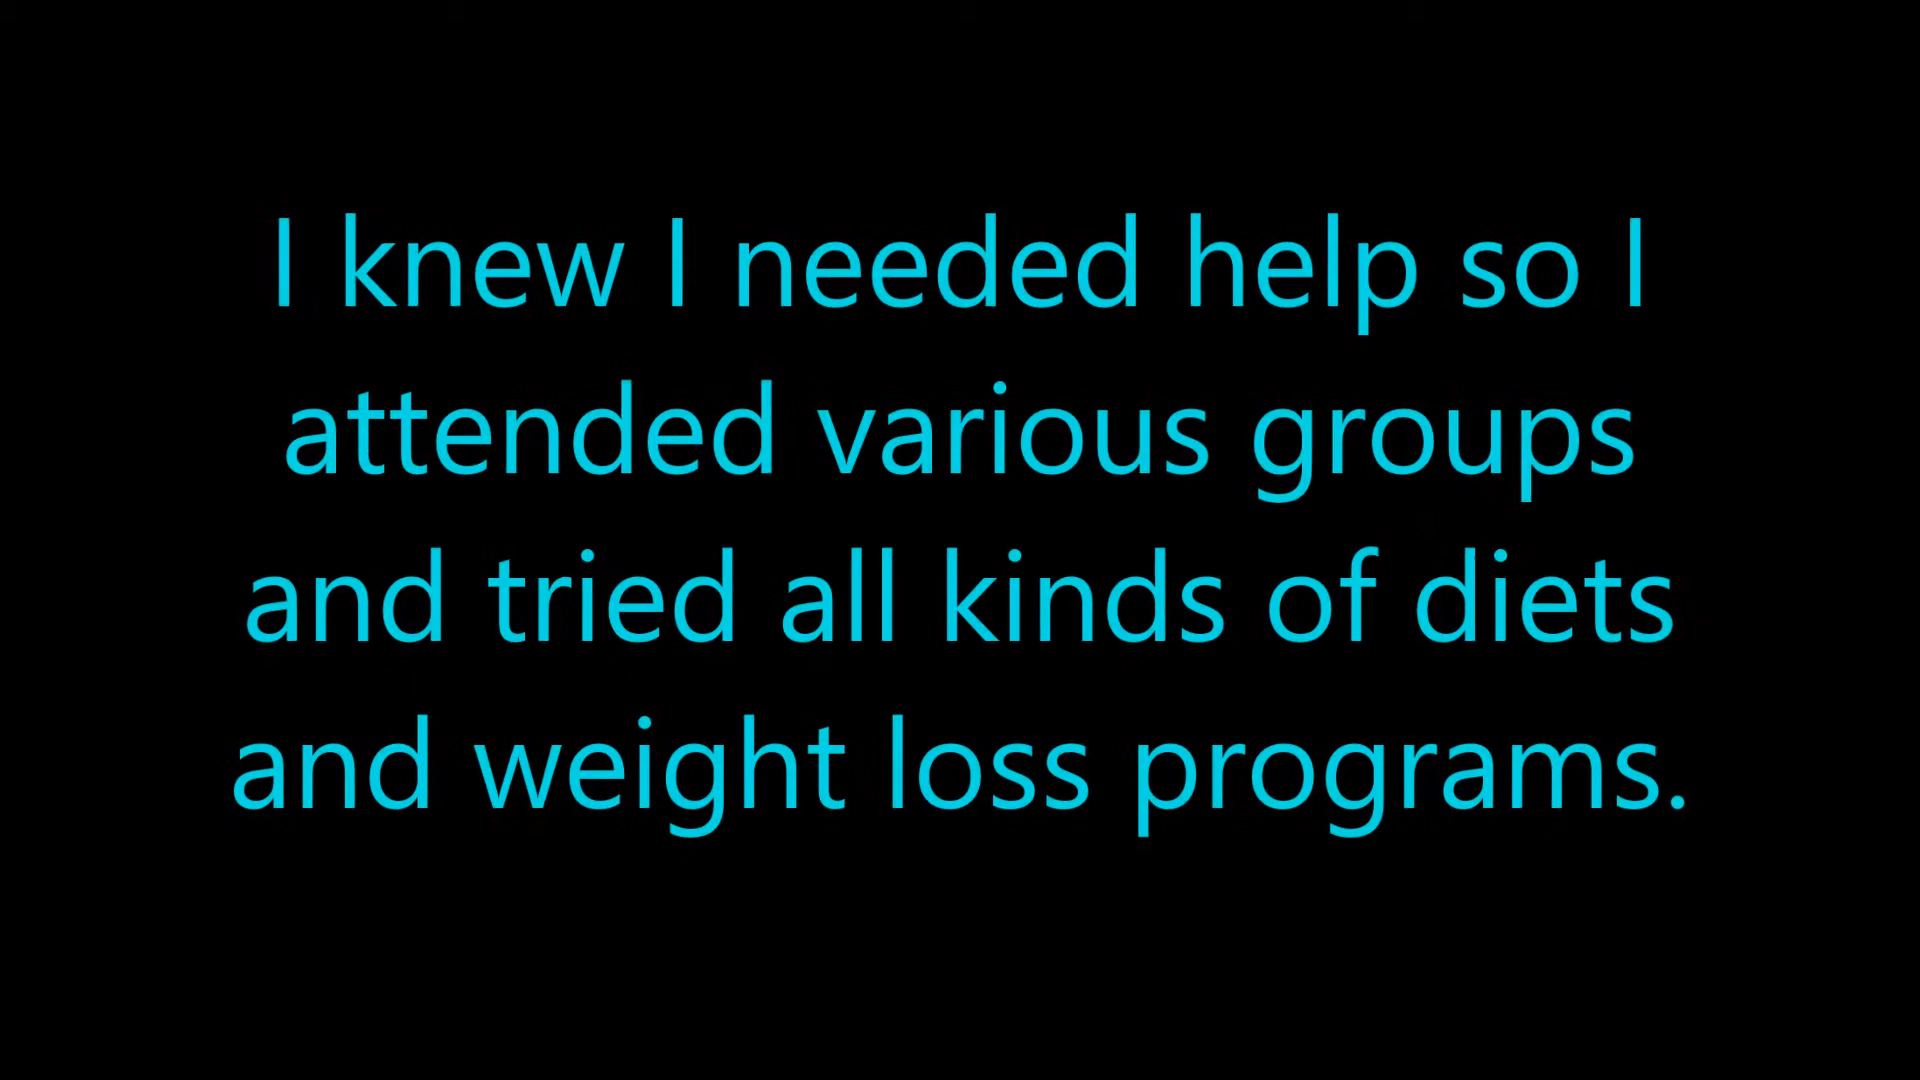 I knew I needed help so I
attended various groups
and tried all kinds of diets
and weight loss programs.